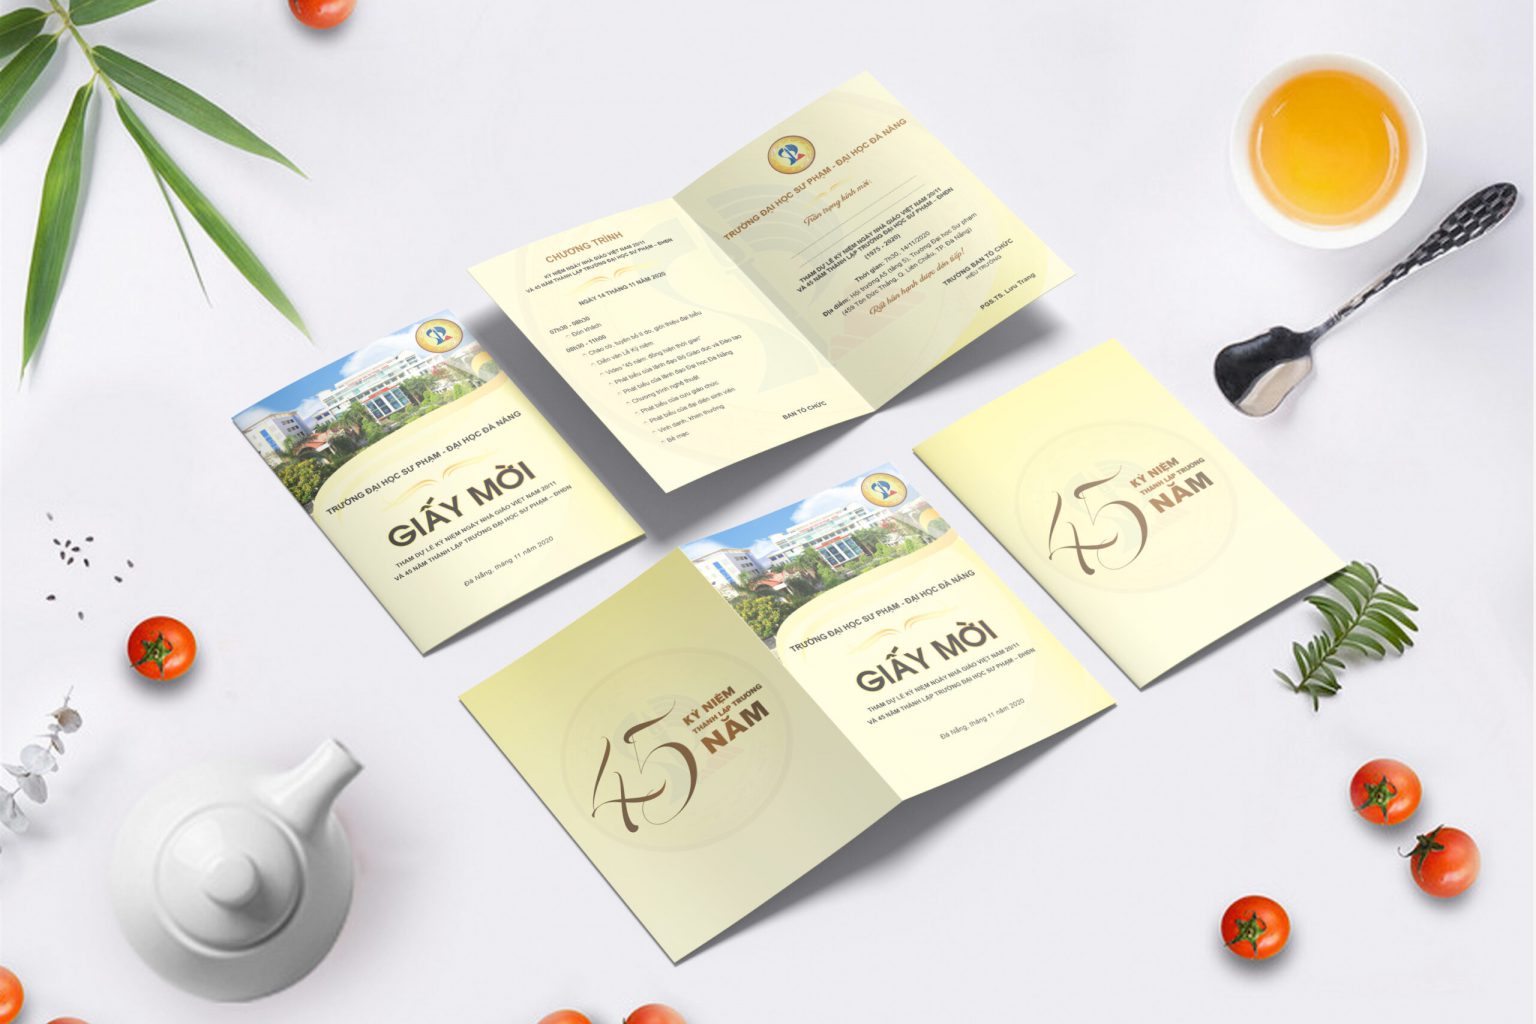 CHƯƠNG TRÌNH
KỶ NIỆM NGÀY NHÀ GIÁO VIỆT NAM 20/11
VÀ 45 NĂM THÀNH LẬP TRƯỜNG ĐẠI HỌC SƯ PHẠM – ĐHĐN
NGÀY 14 THÁNG 11 NĂM 2020
07h30 - 08h30
Đón khách
08h30 - 11h00
Chào cờ, tuyên bố lí do, giới thiệu đại biểu
Diễn văn Lễ Kỷ niệm
Video "45 năm: dòng hiện thời gian"
Phát biểu của lãnh đạo Bộ Giáo dục và Đào tạo
Phát biểu của lãnh đạo Đại học Đà Nẵng
Chương trình nghệ thuật
Phát biểu của cựu giáo chức
Phát biểu của đại diện sinh viên
Vinh danh, khen thưởng
Bế mạc
BAN TỔ CHỨC
TRƯỜNG ĐẠI HỌC SƯ PHẠM - ĐẠI HỌC ĐÀ NẴNG
Trân trọng kính mời:
THAM DỰ LỄ KỶ NIỆM NGÀY NHÀ GIÁO VIỆT NAM 20/11
VÀ 45 NĂM THÀNH LẬP TRƯỜNG ĐẠI HỌC SƯ PHẠM – ĐHĐN
(1975 - 2020)
Thời gian: 7h30 , 14/11/2020
Địa điểm: Hội trường A5 (tầng 5), Trường Đại học Sư phạm
(459 Tôn Đức Thắng, Q. Liên Chiểu, TP. Đà Nẵng)
Rất hân hạnh được đón tiếp!
TRƯỞNG BAN TỔ CHỨC
HIỆU TRƯỞNG
PGS.TS. Lưu Trang
TRƯỜNG ĐẠI HỌC SƯ PHẠM - ĐẠI HỌC ĐÀ NẴNG
GIẤY MỜI
THAM DỰ LỄ KỶ NIỆM NGÀY NHÀ GIÁO VIỆT NAM 20/11
VÀ 45 NĂM THÀNH LẬP TRƯỜNG ĐẠI HỌC SƯ PHẠM – ĐHĐN
Đà Nẵng, tháng 11 năm 2020
45 KỶ NIỆM
THÀNH LẬP TRƯỜNG
NĂM
TRƯỜNG ĐẠI HỌC SƯ PHẠM - ĐẠI HỌC ĐÀ NẴNG
GIẤY MỜI
THAM DỰ LỄ KỶ NIỆM NGÀY NHÀ GIÁO VIỆT NAM 20/11
VÀ 45 NĂM THÀNH LẬP TRƯỜNG ĐẠI HỌC SƯ PHẠM – ĐHĐN
Đà Nẵng, tháng 11 năm 2020
45 KỶ NIỆM
THÀNH LẬP TRƯỜNG
NĂM